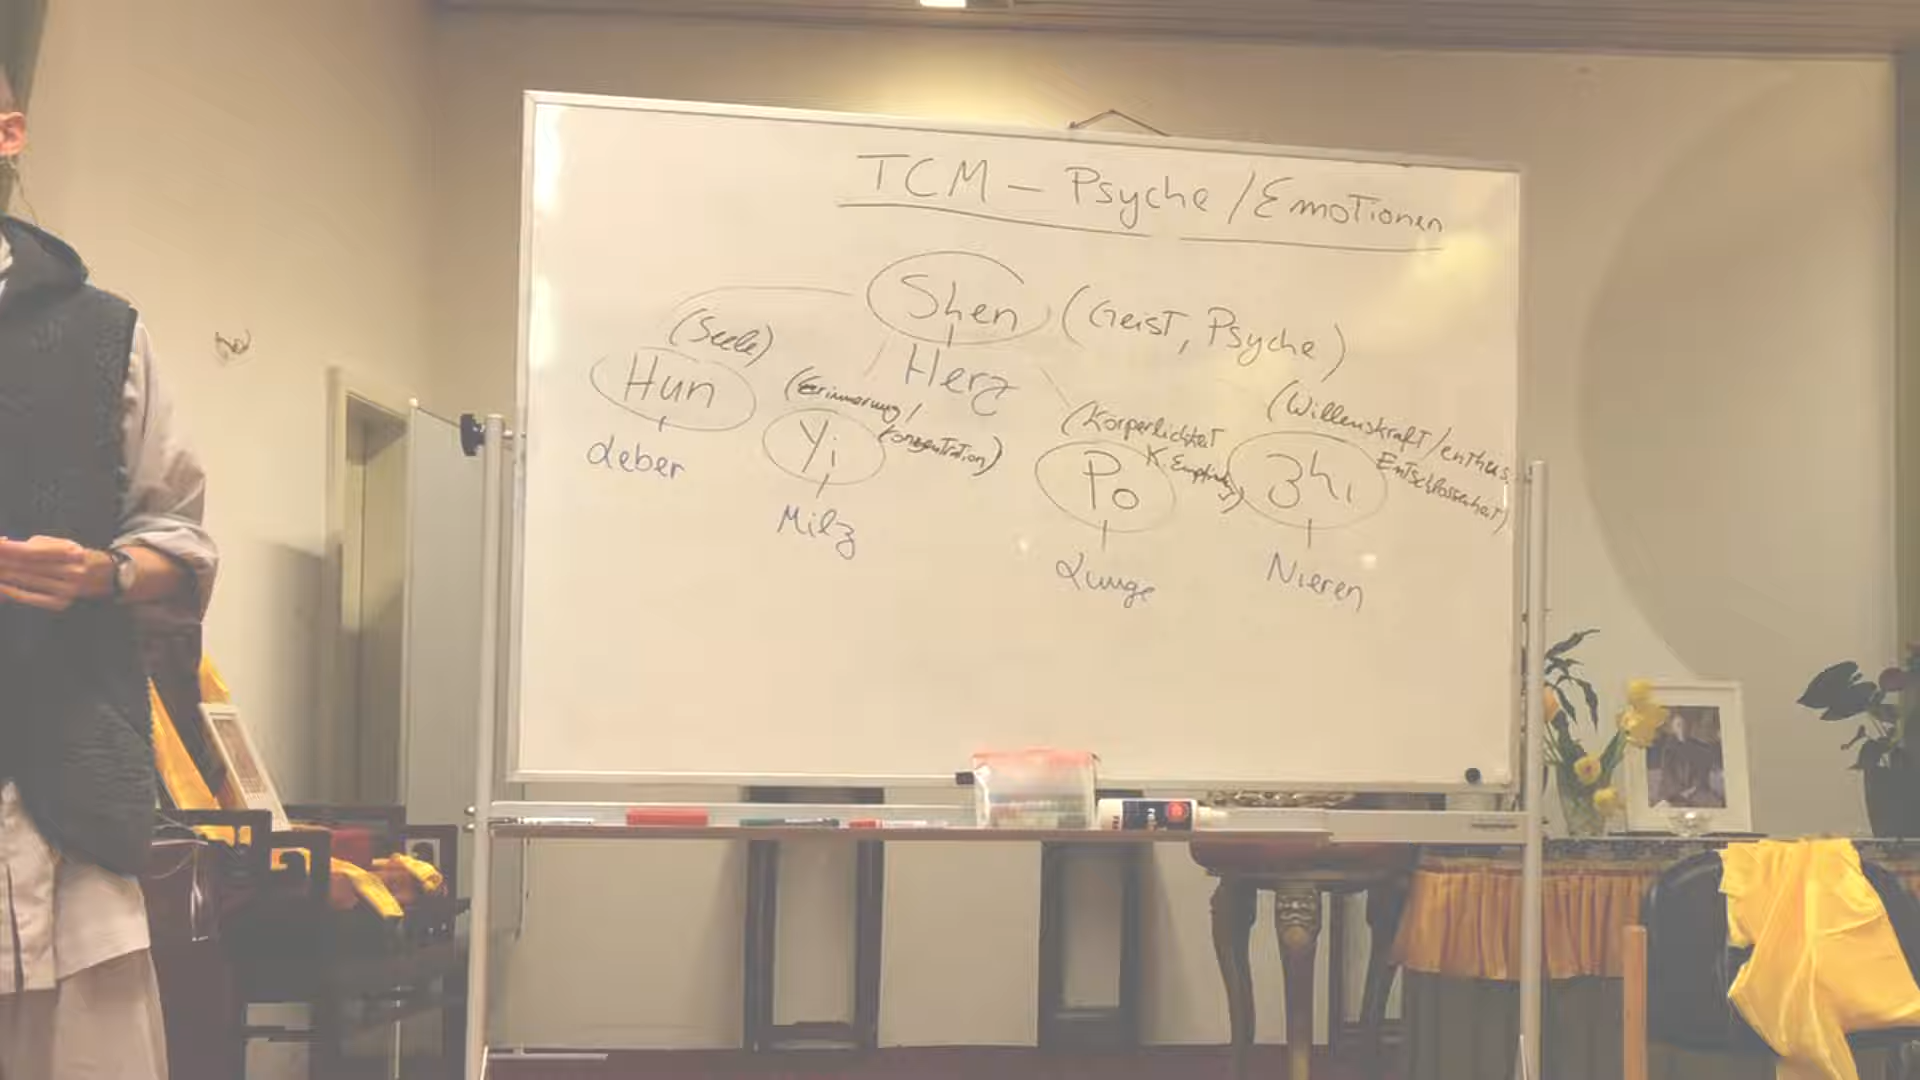 TCM – Psyche / Emotionen
Shen (Geist, Psyche)
Herz
(Seele)
Hun
Leber
(Erinnerung /
Konzentration)
Yi
Milz
(Körperlichkeit
K. Empfindg)
Po
Lunge
(Willenskraft / enthus.
Entschlossenheit)
Zhi
Nieren